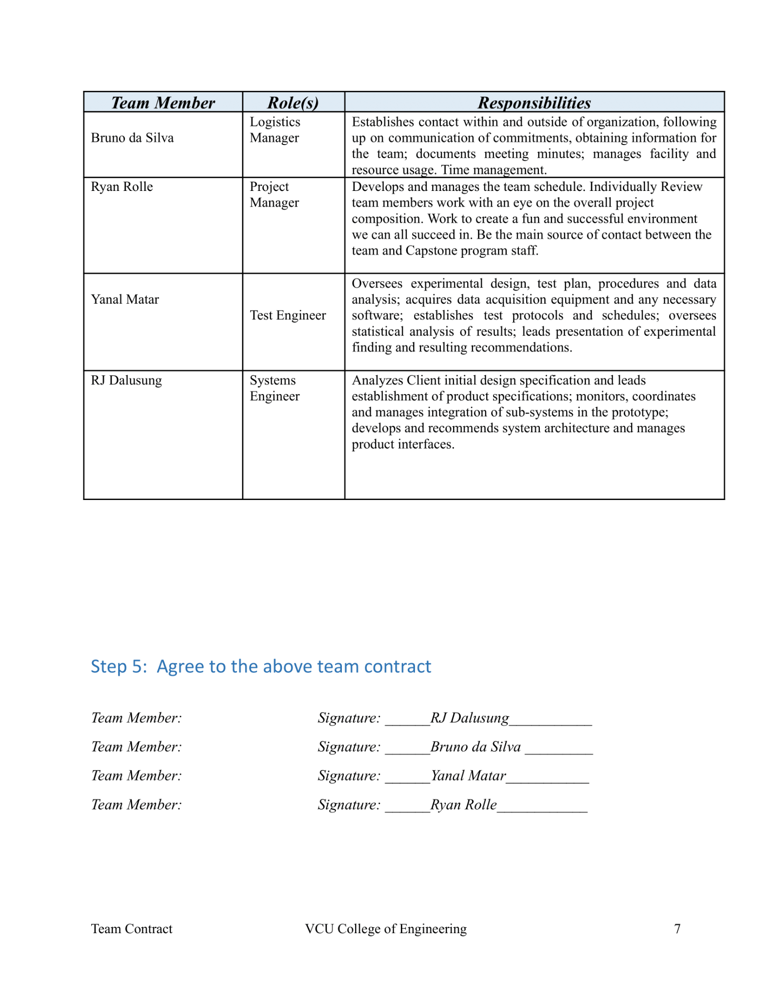 Team Member Role(s) Responsibilities
Bruno da Silva
Logistics
Manager
Establishes contact within and outside of organization, following
up on communication of commitments, obtaining information for
the team; documents meeting minutes; manages facility and
resource usage. Time management.
Ryan Rolle
Project
Manager
Develops and manages the team schedule. Individually Review
team members work with an eye on the overall project
composition. Work to create a fun and successful environment
we can all succeed in. Be the main source of contact between the
team and Capstone program staff.
Yanal Matar
Test Engineer
Oversees experimental design, test plan, procedures and data
analysis; acquires data acquisition equipment and any necessary
software; establishes test protocols and schedules; oversees
statistical analysis of results; leads presentation of experimental
finding and resulting recommendations.
RJ Dalusung
Systems
Engineer
Analyzes Client initial design specification and leads
establishment of product specifications; monitors, coordinates
and manages integration of sub-systems in the prototype;
develops and recommends system architecture and manages
product interfaces.
Step 5: Agree to the above team contract
Team Member: Signature: ______RJ Dalusung___________
Team Member: Signature: ______Bruno da Silva _________
Team Member: Signature: ______Yanal Matar___________
Team Member: Signature: ______Ryan Rolle____________
Team Contract VCU College of Engineering 7